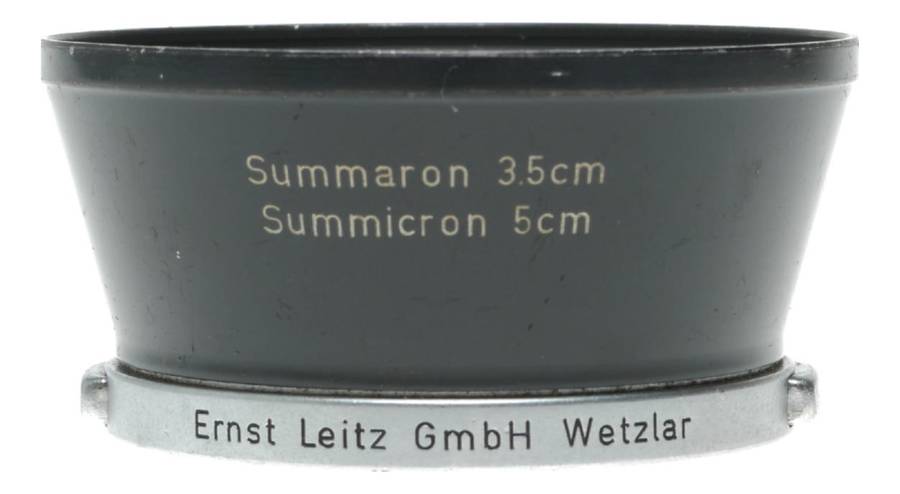 Summaron 3.5cm
Summicron 5cm
Ernst Leitz GmbH Wetzlar